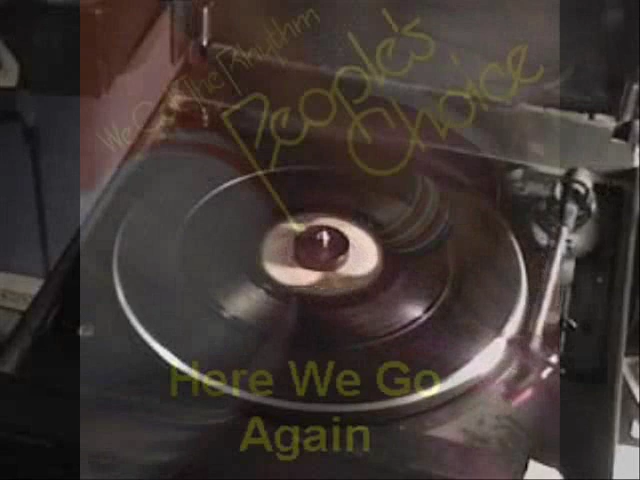 We Got The Rhythm
People's
Choice
Here We Go
Again